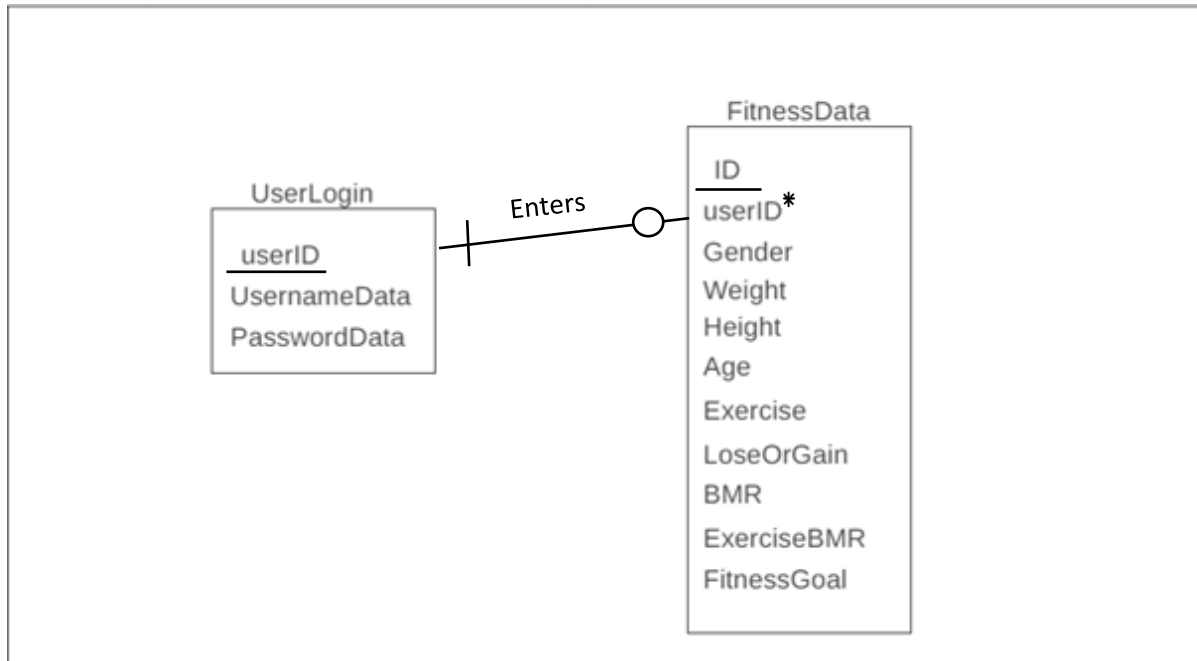 UserLogin
userID
UsernameData
PasswordData
Enters
FitnessData
ID
userID*
Gender
Weight
Height
Age
Exercise
LoseOrGain
BMR
ExerciseBMR
FitnessGoal